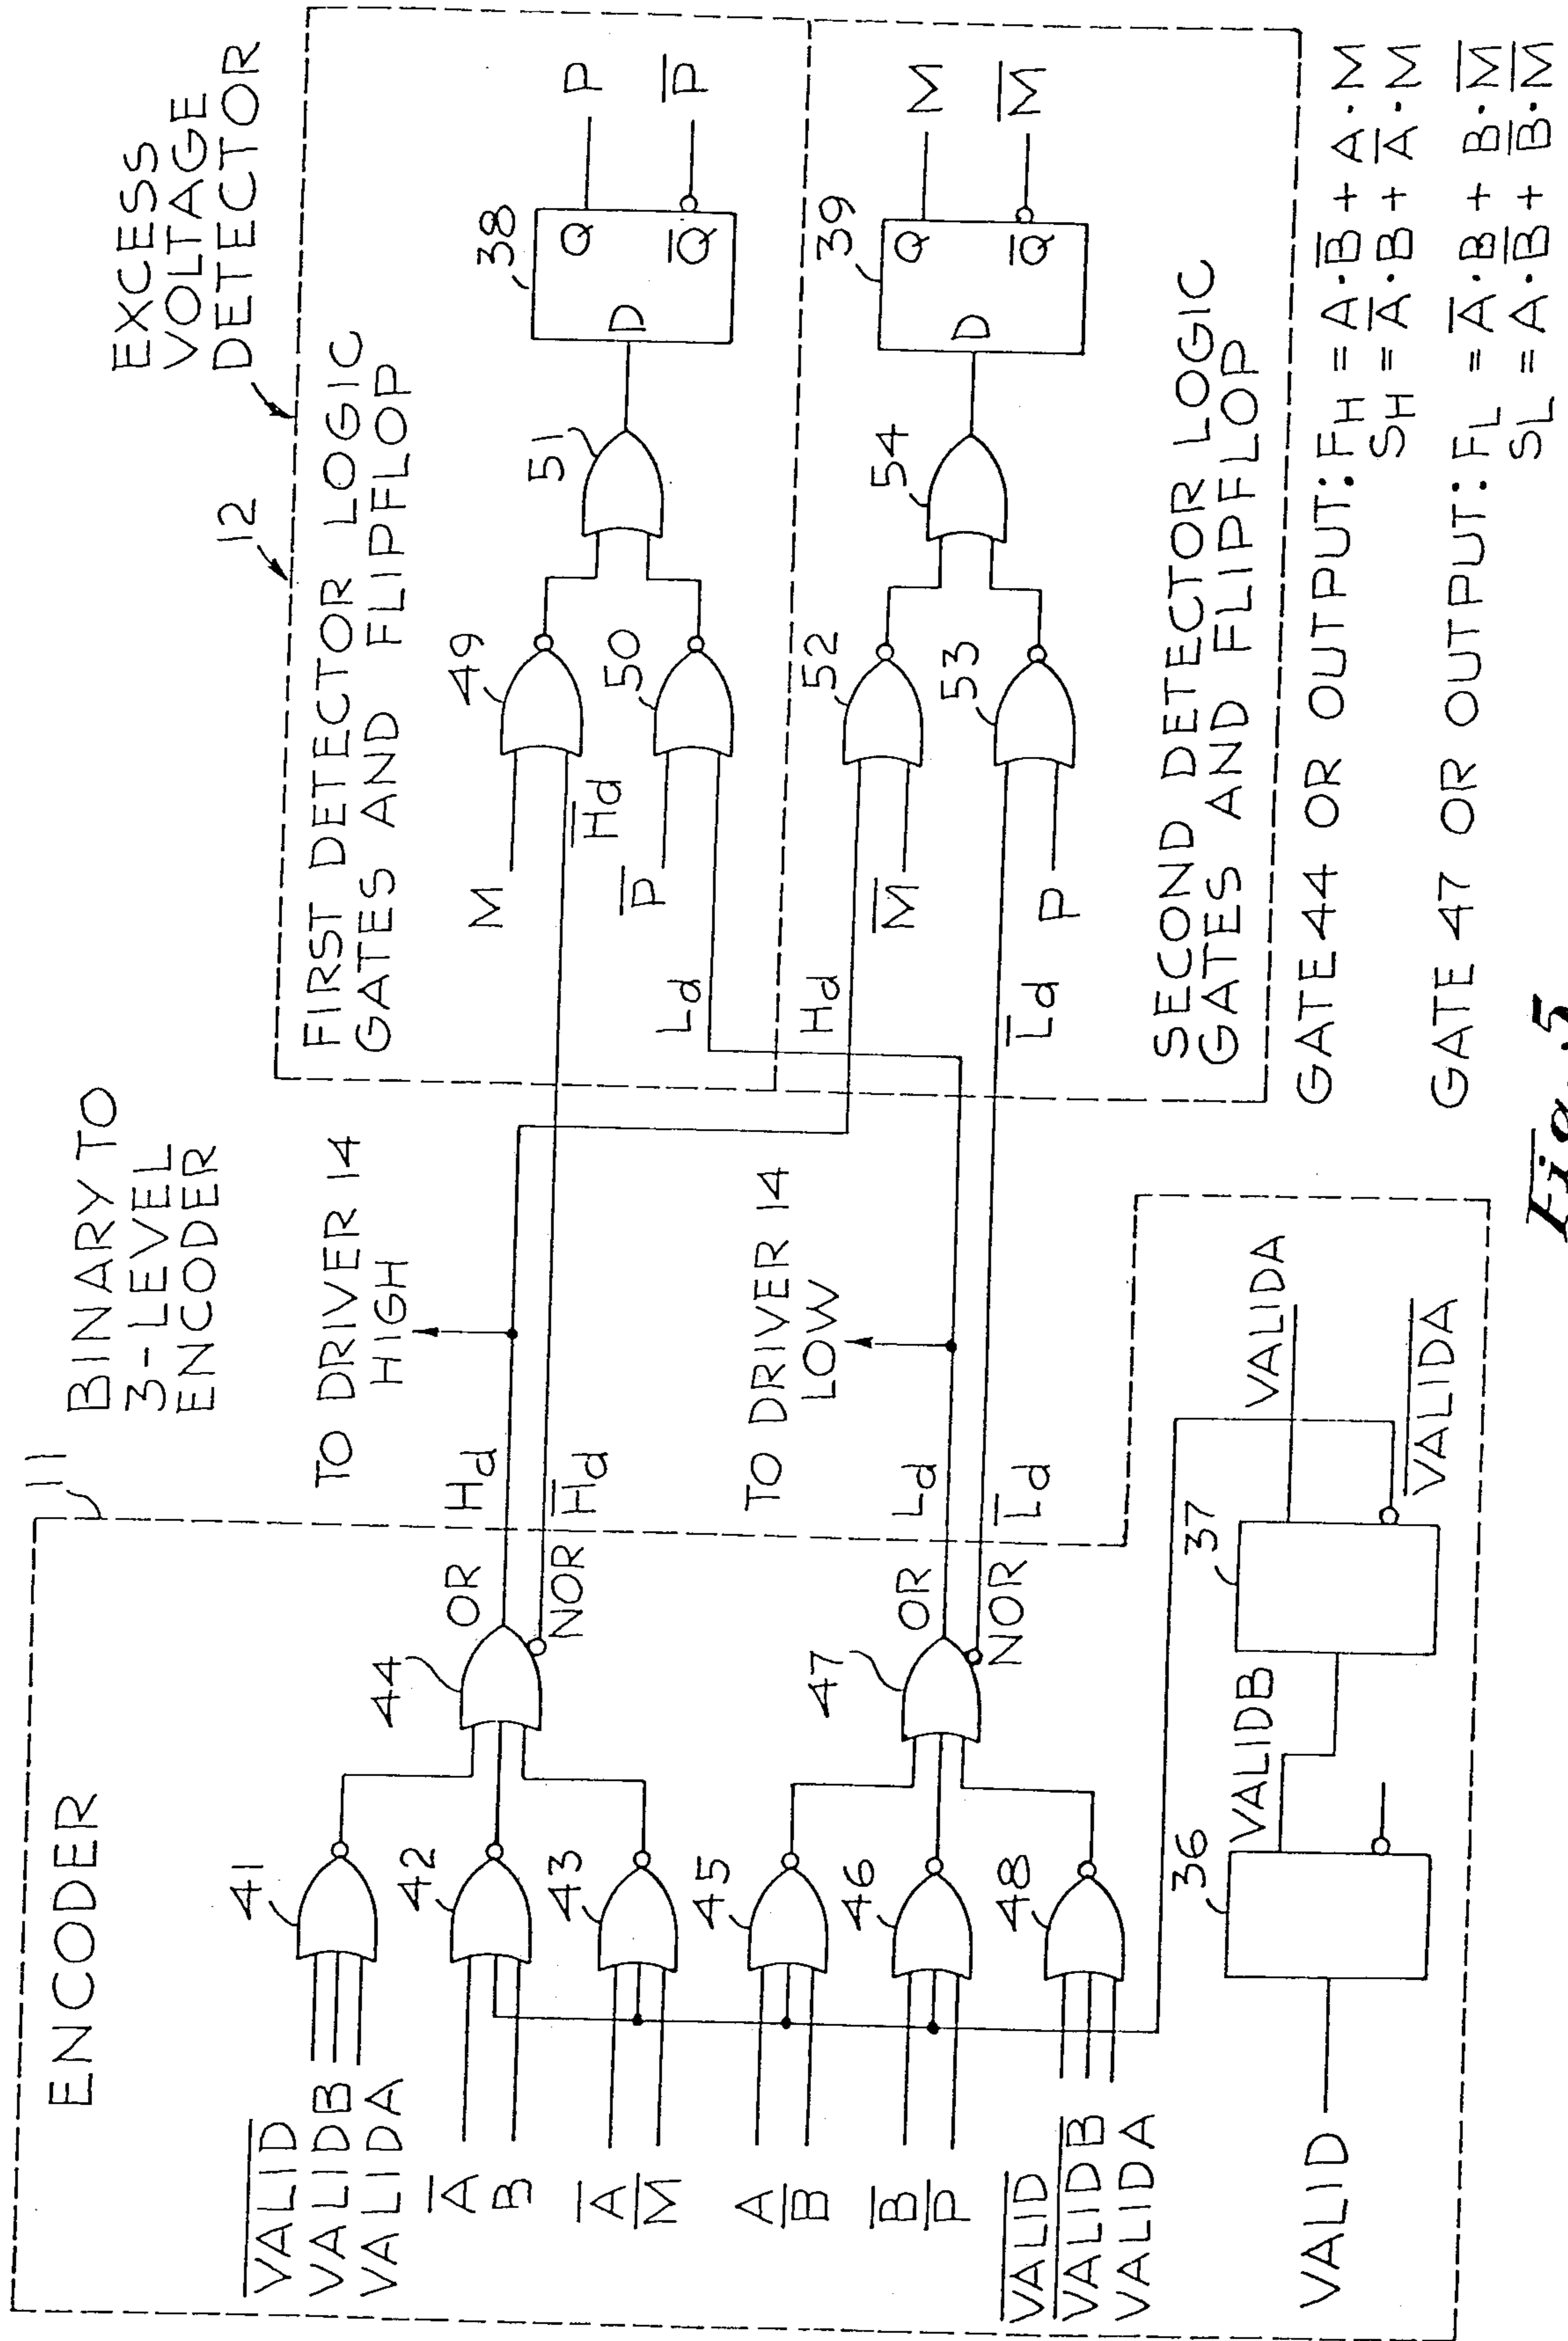 ENCODER
11
BINARY TO
3-LEVEL
ENCODER
EXCESS
VOLTAGE
DETECTOR
12
TO DRIVER 14
HIGH
TO DRIVER 14
LOW
FIRST DETECTOR LOGIC
GATES AND FLIPFLOP
V̅A̅L̅I̅D̅
VALIDB
VALIDA
41
A̅
B
42
A̅
M̅
43
A
B̅
45
B̅
P̅
46
V̅A̅L̅I̅D̅
V̅A̅L̅I̅D̅B̅
VALIDA
48
44
OR
NOR
Hd
H̅d
47
OR
NOR
Ld
L̅d
VALID
36
VALIDB
37
VALIDA
V̅A̅L̅I̅D̅A̅
M
H̅d
49
P̅
Ld
50
51
38
D
Q
Q̅
P
P̅
Hd
M̅
52
L̅d
P
53
54
39
D
Q
Q̅
M
M̅
SECOND DETECTOR LOGIC
GATES AND FLIPFLOP
GATE 44 OR OUTPUT: FH = A·B̅ + A·M
SH = A̅·B + A̅·M
GATE 47 OR OUTPUT: FL = A̅·B + B·M̅
SL = A·B̅ + B̅·M̅
Fig. 5